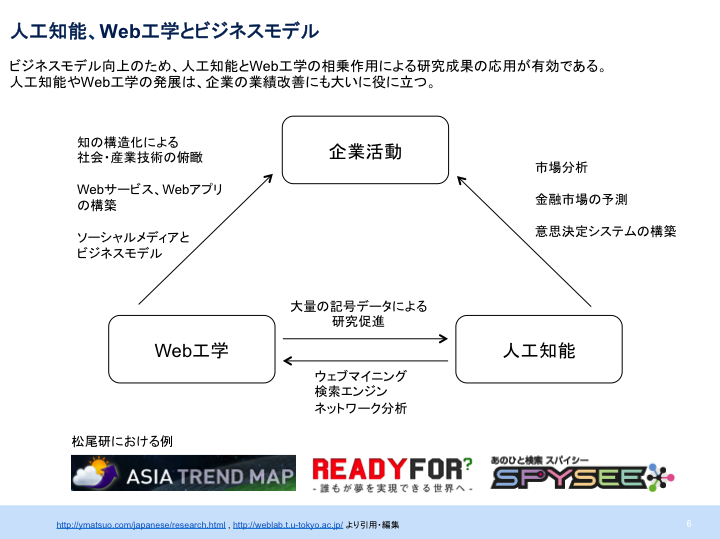 人工知能、Web工学とビジネスモデル
ビジネスモデル向上のため、人工知能とWeb工学の相乗作用による研究成果の応用が有効である。
人工知能やWeb工学の発展は、企業の業績改善にも大いに役に立つ。
知の構造化による
社会・産業技術の俯瞰
Webサービス、Webアプリ
の構築
ソーシャルメディアと
ビジネスモデル
企業活動
市場分析
金融市場の予測
意思決定システムの構築
大量の記号データによる
研究促進
Web工学
人工知能
ウェブマイニング
検索エンジン
ネットワーク分析
松尾研における例
ASIA TREND MAP
READYFOR?
- 誰もが夢を実現できる世界へ -
あのひと検索 スパイシー
SPYSEE
http://ymatsuo.com/japanese/research.html , http://weblab.t.u-tokyo.ac.jp/ より引用・編集
6